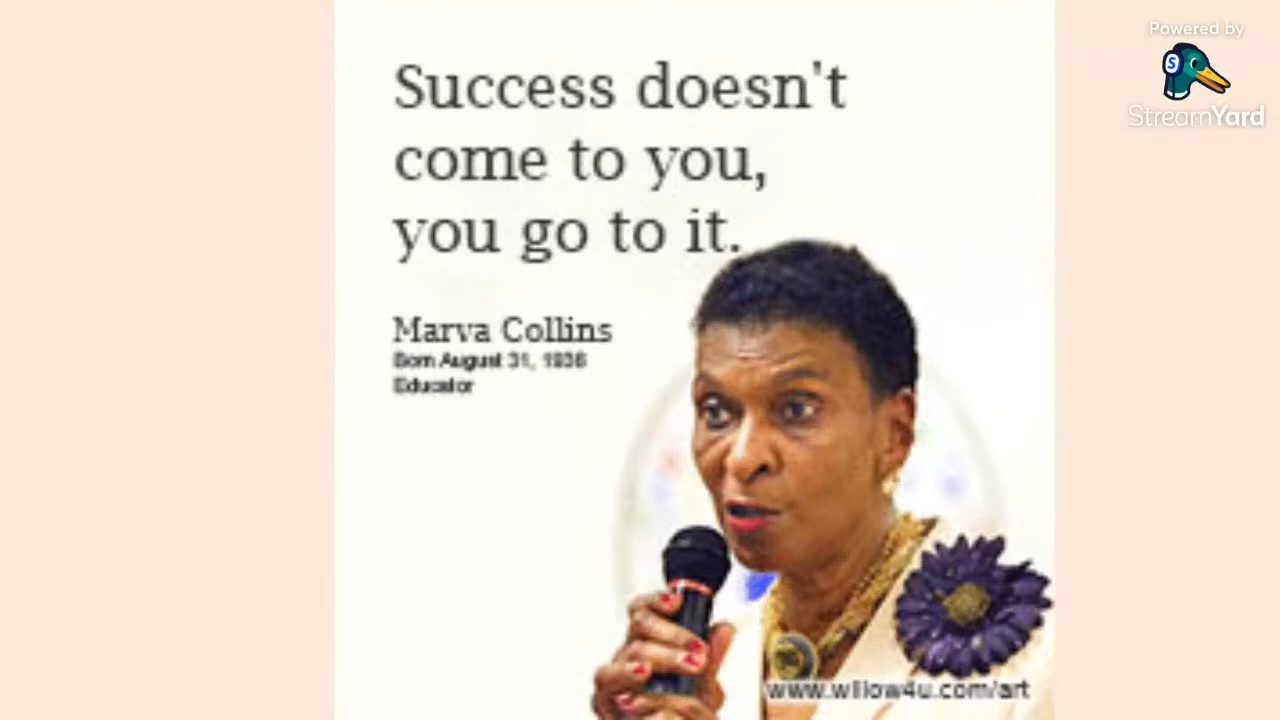 Success doesn't
come to you,
you go to it.
Marva Collins
Born August 31, 1936
Educator
www.willow4u.com/art
Powered by
StreamYard